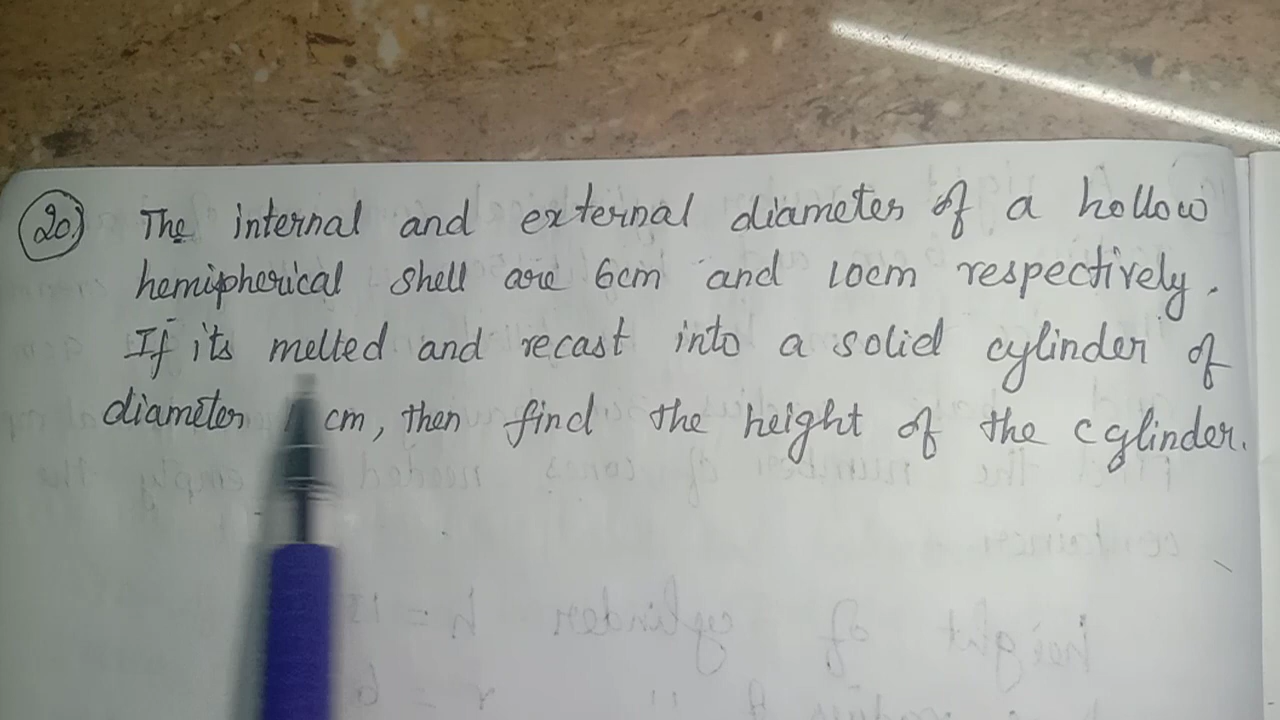 20) The internal and external diameter of a hollow
hemipherical shell are 6cm and 10cm respectively.
If its melted and recast into a solid cylinder of
diameter cm, then find the height of the cylinder.